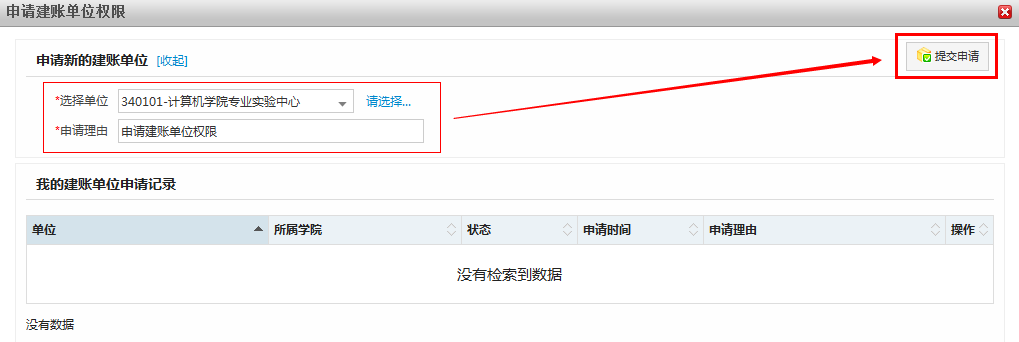 申请建账单位权限
申请新的建账单位 [收起]
提交申请
*选择单位 340101-计算机学院专业实验中心 请选择...
*申请理由 申请建账单位权限
我的建账单位申请记录
单位 所属学院 状态 申请时间 申请理由 操作
没有检索到数据
没有数据